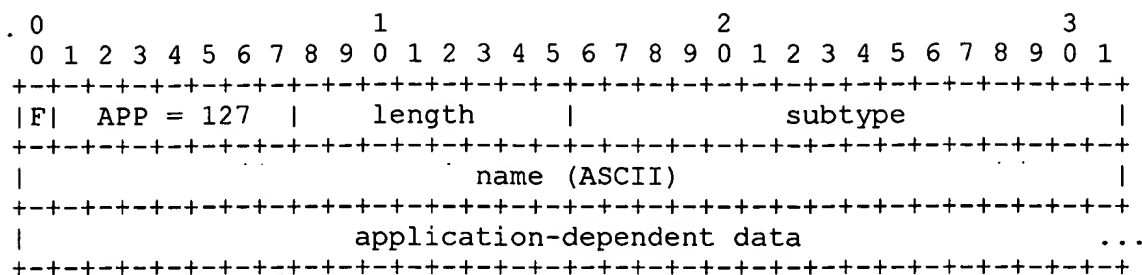 0                   1                   2                   3
0 1 2 3 4 5 6 7 8 9 0 1 2 3 4 5 6 7 8 9 0 1 2 3 4 5 6 7 8 9 0 1
+-+-+-+-+-+-+-+-+-+-+-+-+-+-+-+-+-+-+-+-+-+-+-+-+-+-+-+-+-+-+-+-+
|F| APP = 127 | length | subtype |
+-+-+-+-+-+-+-+-+-+-+-+-+-+-+-+-+-+-+-+-+-+-+-+-+-+-+-+-+-+-+-+-+
| name (ASCII) |
+-+-+-+-+-+-+-+-+-+-+-+-+-+-+-+-+-+-+-+-+-+-+-+-+-+-+-+-+-+-+-+-+
| application-dependent data ...
+-+-+-+-+-+-+-+-+-+-+-+-+-+-+-+-+-+-+-+-+-+-+-+-+-+-+-+-+-+-+-+-+